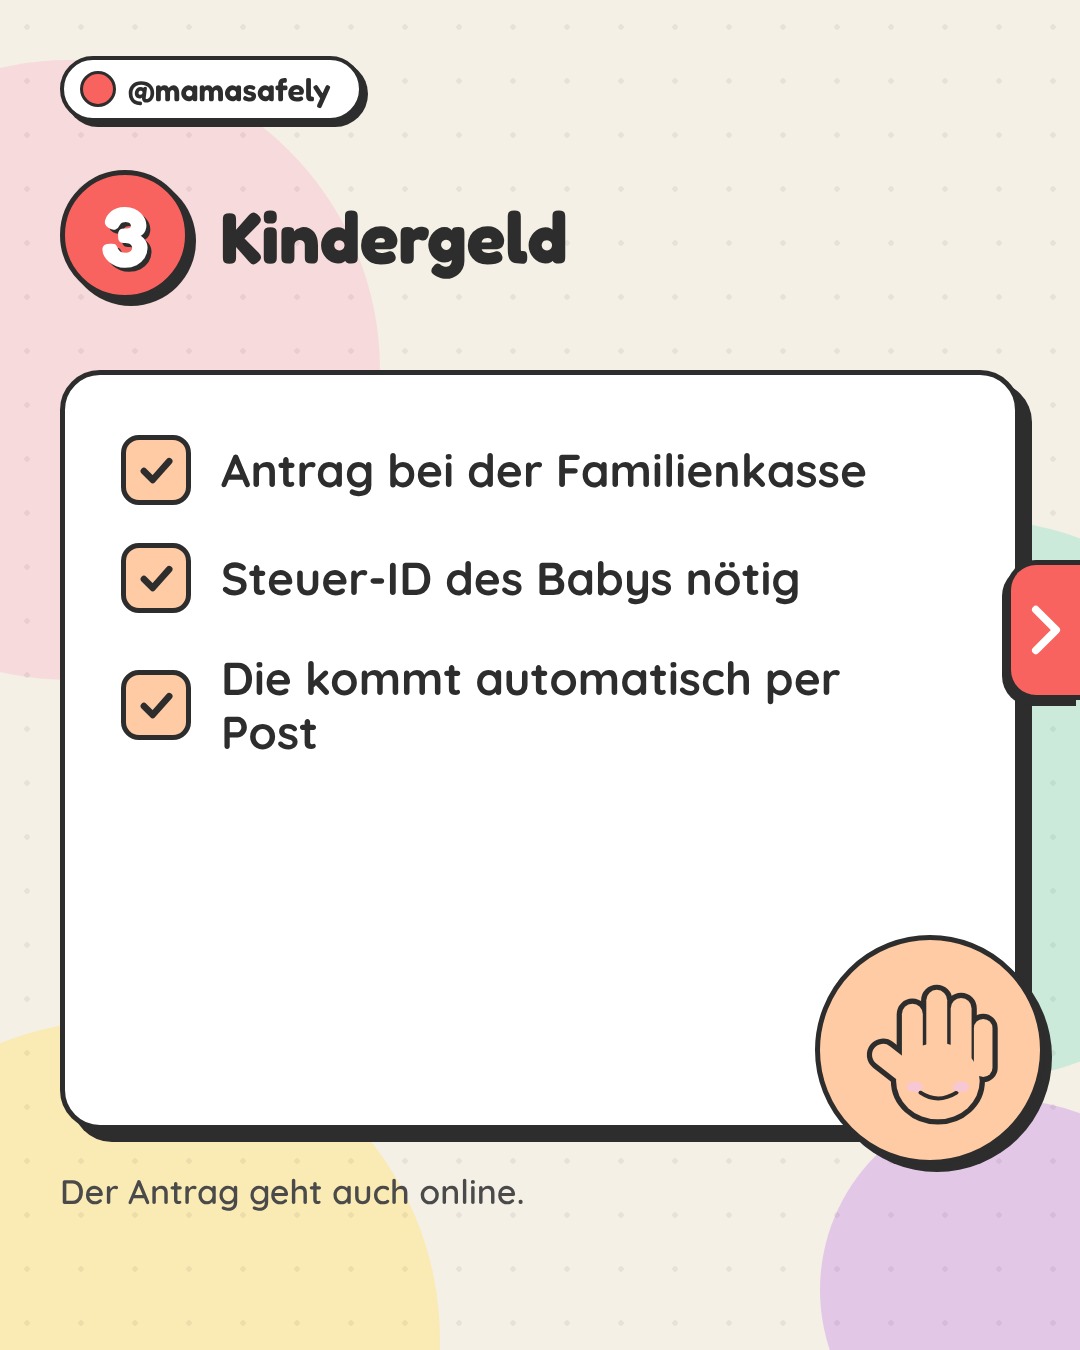 @mamasafely
3
Kindergeld
Antrag bei der Familienkasse
Steuer-ID des Babys nötig
Die kommt automatisch per
Post
Der Antrag geht auch online.